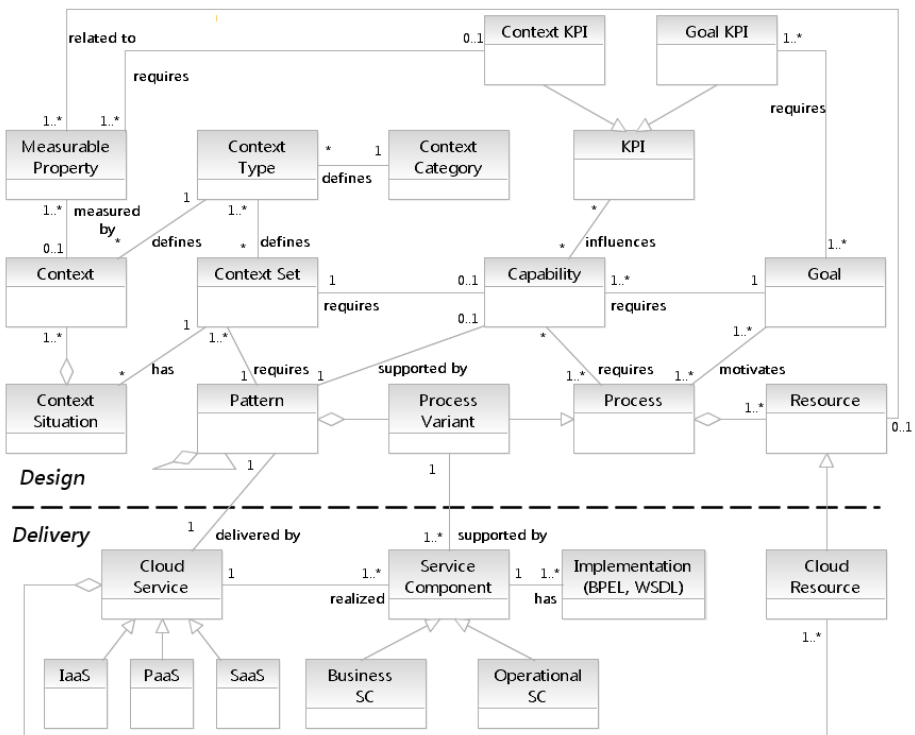 Context KPI
Goal KPI
related to
0..1
1..*
requires
requires
1..*
1..*
Measurable
Property
Context
Type
*
1
defines
Context
Category
KPI
1..*
measured
by
1
1..*
*
0..1
*
defines
*
defines
*
influences
1..*
Context
Context Set
1
0..1
requires
Capability
1..*
1
requires
Goal
1..*
1
1..*
0..1
*
1..*
*
has
1
requires
1
supported by
1..*
requires
1..*
motivates
Context
Situation
Pattern
Process
Variant
Process
1..*
Resource
0..1
Design
1
1
Delivery
1
delivered by
1..*
supported by
Cloud
Service
1
1..*
realized
Service
Component
1
1..*
has
Implementation
(BPEL, WSDL)
Cloud
Resource
1..*
IaaS
PaaS
SaaS
Business
SC
Operational
SC